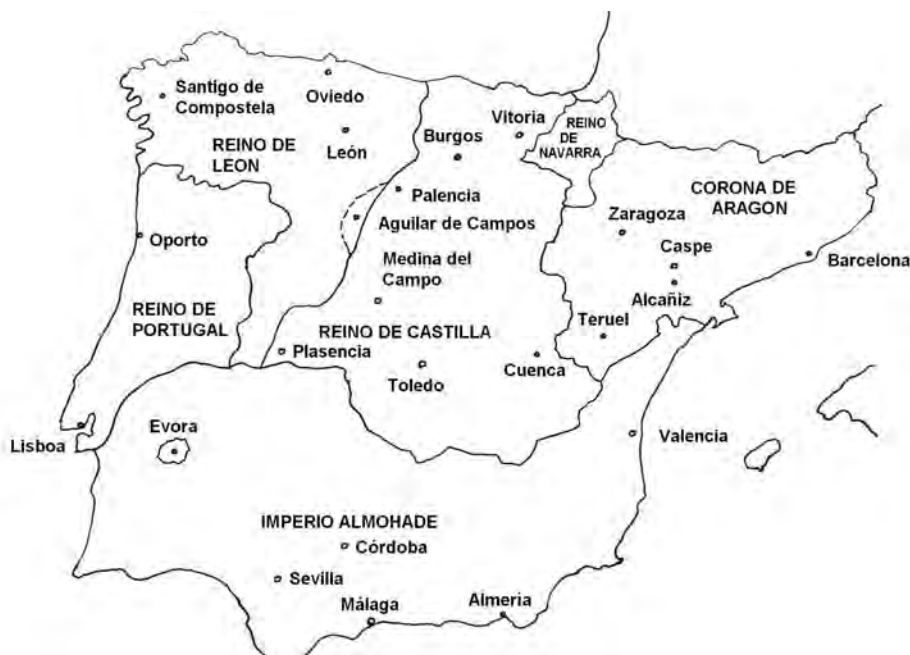 Santigo de
Compostela
Oviedo
REINO DE
LEON
León
Burgos
Vitoria
REINO
DE
NAVARRA
CORONA DE
ARAGON
Palencia
Aguilar de Campos
Zaragoza
Caspe
Alcañiz
Barcelona
Oporto
Medina del
Campo
REINO DE
PORTUGAL
REINO DE CASTILLA
Teruel
Plasencia
Toledo
Cuenca
Lisboa
Evora
Valencia
IMPERIO ALMOHADE
Córdoba
Sevilla
Málaga
Almería